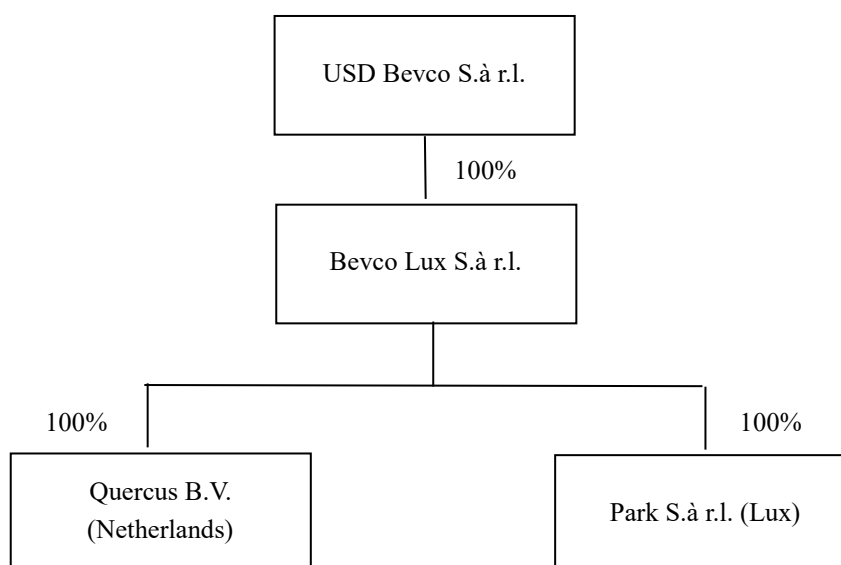 USD Bevco S.à r.l.
100%
Bevco Lux S.à r.l.
100%
100%
Quercus B.V.
(Netherlands)
Park S.à r.l. (Lux)